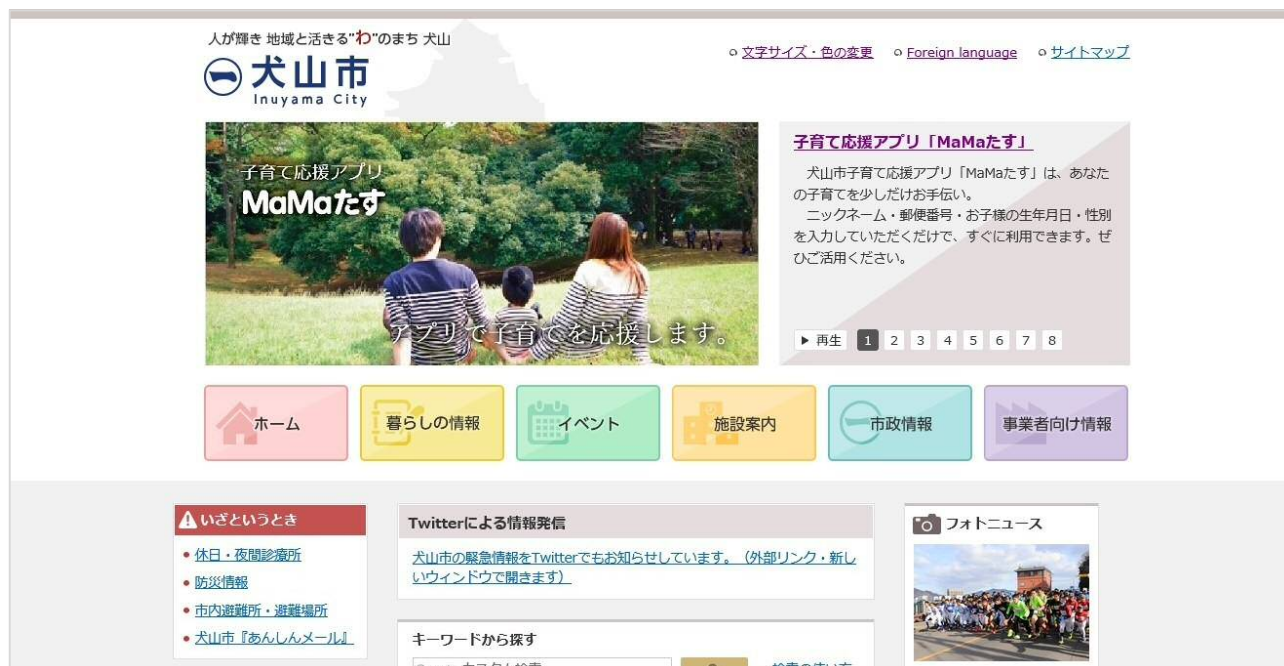 人が輝き 地域と活きる"わ"のまち 犬山
犬山市
Inuyama City
文字サイズ・色の変更
Foreign language
サイトマップ
子育て応援アプリ
MaMaたす
アプリで子育てを応援します。
子育て応援アプリ「MaMaたす」
犬山市子育て応援アプリ「MaMaたす」は、あなた
の子育てを少しだけお手伝い。
ニックネーム・郵便番号・お子様の生年月日・性別
を入力していただくだけで、すぐに利用できます。ぜ
ひご活用ください。
再生 1 2 3 4 5 6 7 8
ホーム
暮らしの情報
イベント
施設案内
市政情報
事業者向け情報
いざというとき
休日・夜間診療所
防災情報
市内避難所・避難場所
犬山市『あんしんメール』
Twitterによる情報発信
犬山市の緊急情報をTwitterでもお知らせしています。（外部リンク・新し
いウィンドウで開きます）
キーワードから探す
フォトニュース